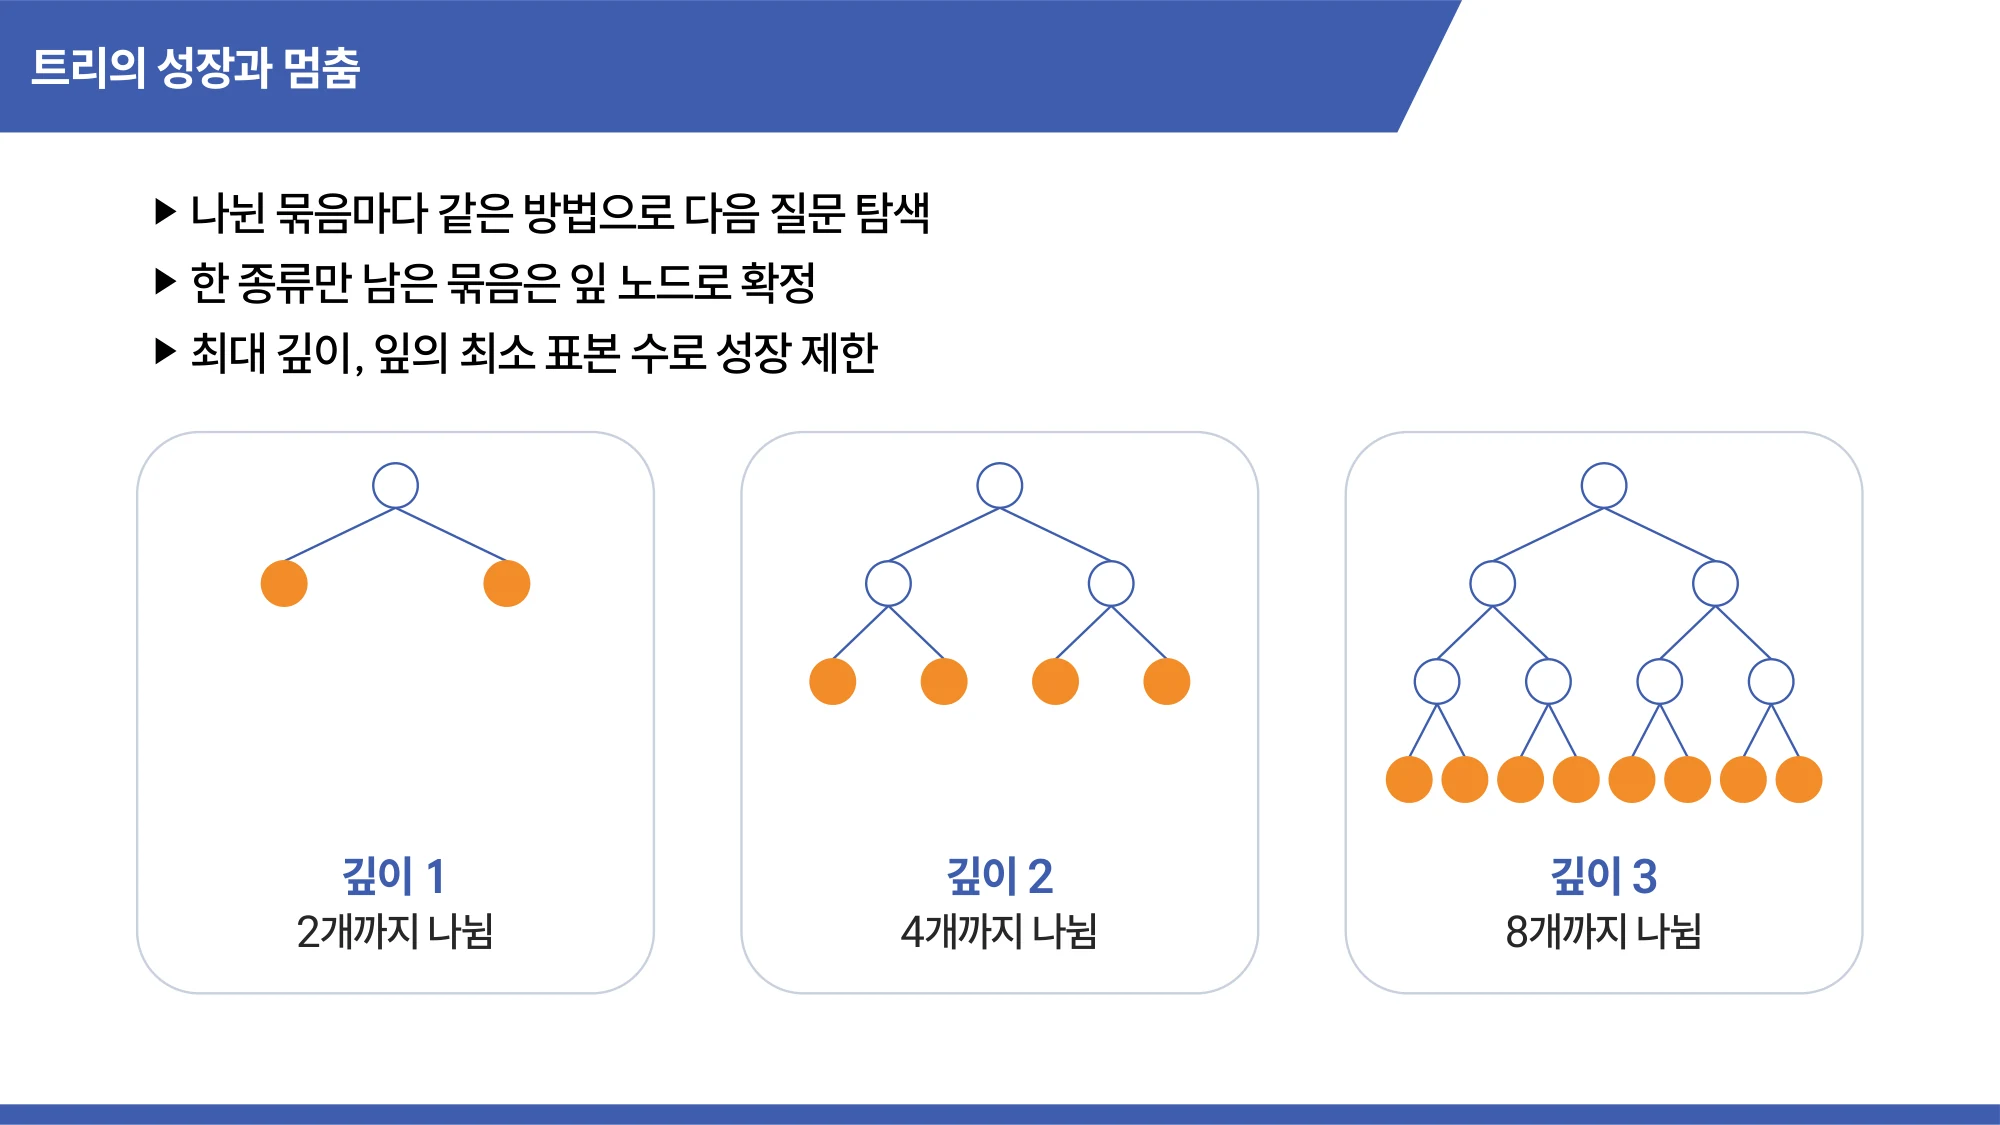 트리의 성장과 멈춤
▶ 나뉜 묶음마다 같은 방법으로 다음 질문 탐색
▶ 한 종류만 남은 묶음은 잎 노드로 확정
▶ 최대 깊이, 잎의 최소 표본 수로 성장 제한
깊이 1
2개까지 나뉨
깊이 2
4개까지 나뉨
깊이 3
8개까지 나뉨